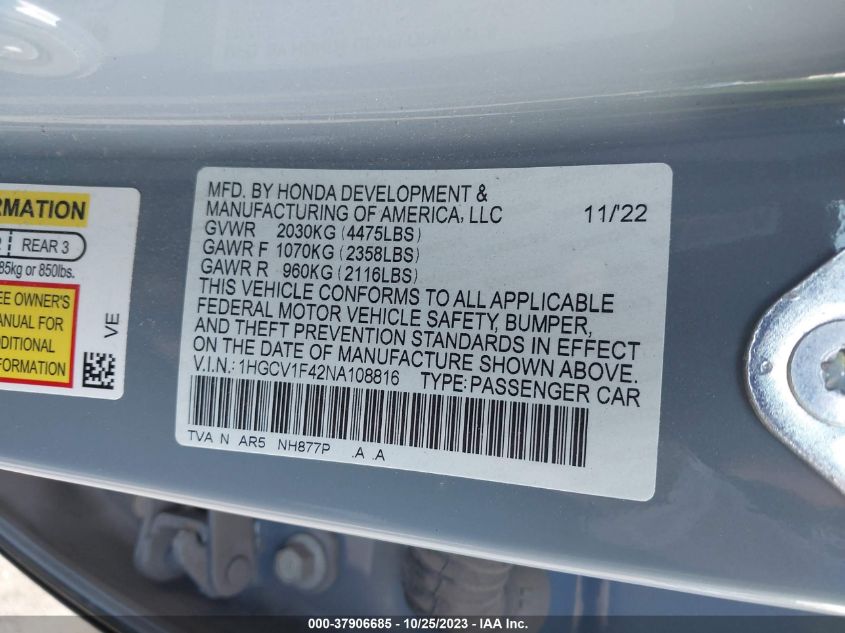 RMATION
2 REAR 3
85kg or 850lbs.
EE OWNER'S
ANUAL FOR
DDITIONAL
FORMATION
VE
MFD. BY HONDA DEVELOPMENT &
MANUFACTURING OF AMERICA, LLC 11/'22
GVWR 2030KG (4475LBS)
GAWR F 1070KG (2358LBS)
GAWR R 960KG (2116LBS)
THIS VEHICLE CONFORMS TO ALL APPLICABLE
FEDERAL MOTOR VEHICLE SAFETY, BUMPER,
AND THEFT PREVENTION STANDARDS IN EFFECT
ON THE DATE OF MANUFACTURE SHOWN ABOVE.
V.I.N.: 1HGCV1F42NA108816 TYPE: PASSENGER CAR
TVA N AR5 NH877P .A .A
000-37906685 - 10/25/2023 - IAA Inc.